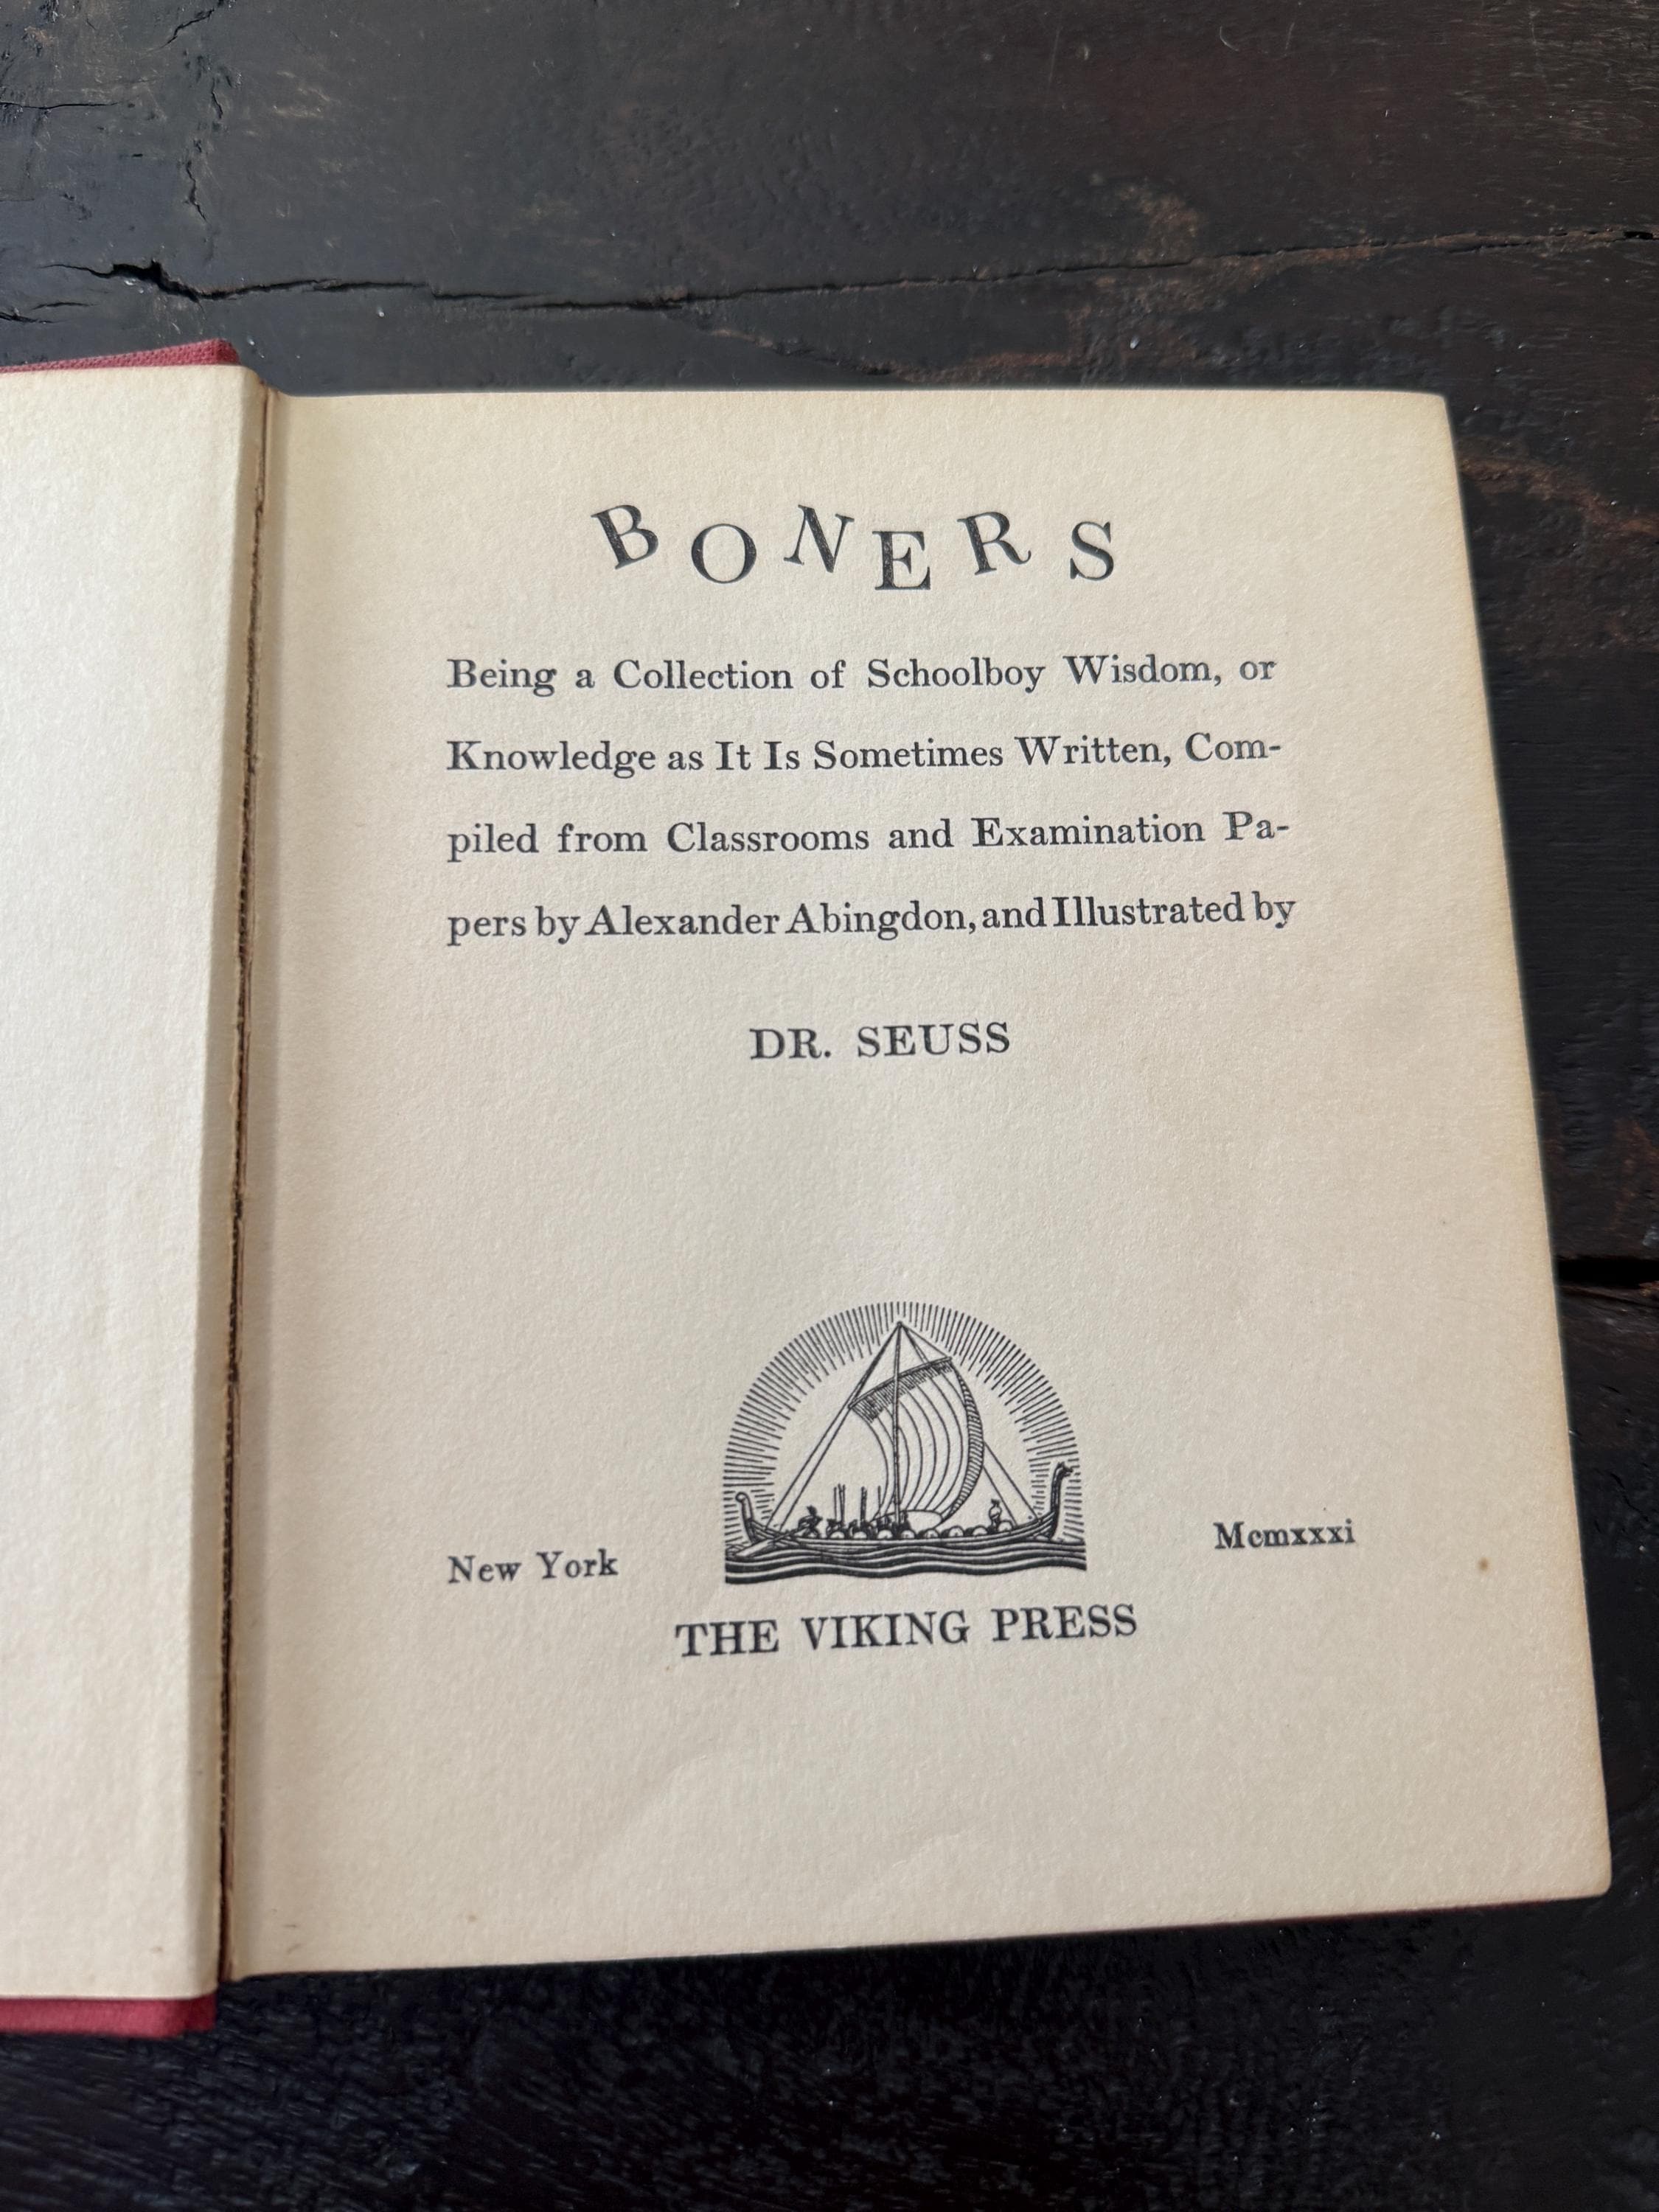 BONERS
Being a Collection of Schoolboy Wisdom, or
Knowledge as It Is Sometimes Written, Com-
piled from Classrooms and Examination Pa-
pers by Alexander Abingdon, and Illustrated by
DR. SEUSS
New York
Mcmxxxi
THE VIKING PRESS